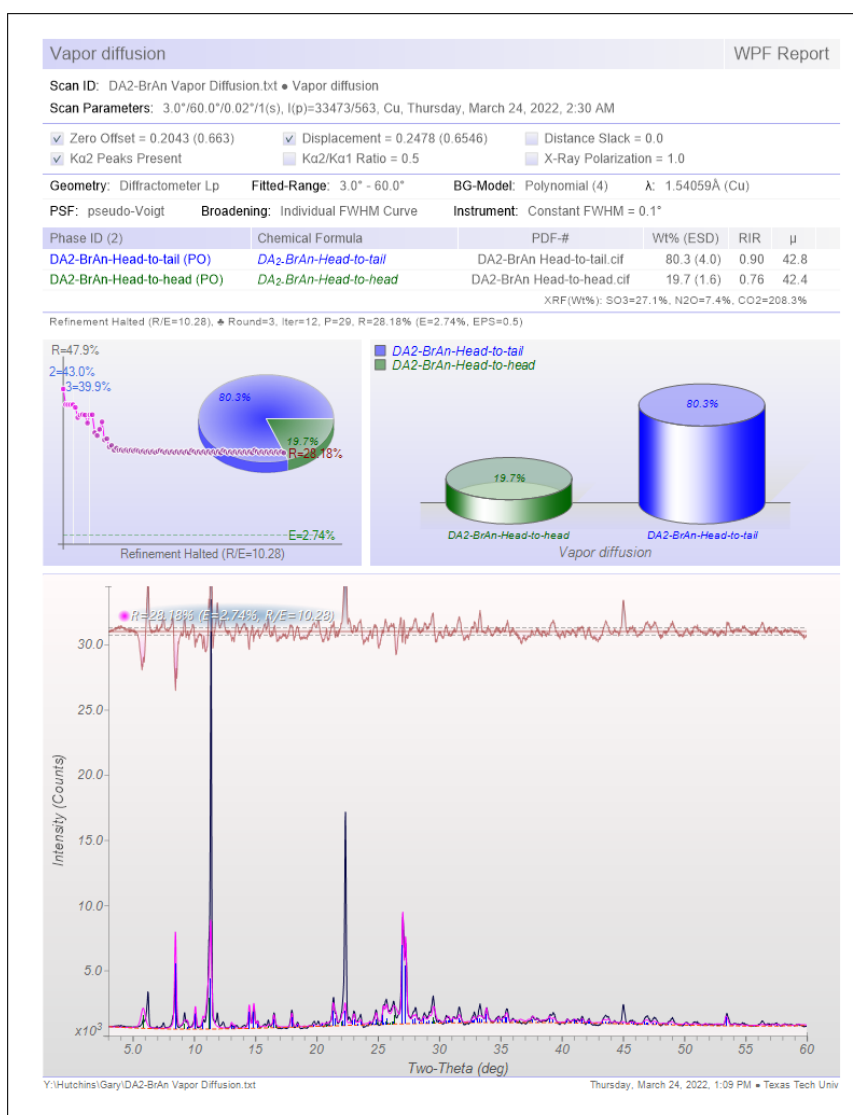 Vapor diffusion WPF Report
Scan ID: DA2-BrAn Vapor Diffusion.txt ● Vapor diffusion
Scan Parameters: 3.0°/60.0°/0.02°/1(s), I(p)=33473/563, Cu, Thursday, March 24, 2022, 2:30 AM
Zero Offset = 0.2043 (0.663) Displacement = 0.2478 (0.6546) Distance Slack = 0.0
Kα2 Peaks Present Kα2/Kα1 Ratio = 0.5 X-Ray Polarization = 1.0
Geometry: Diffractometer Lp Fitted-Range: 3.0° - 60.0° BG-Model: Polynomial (4) λ: 1.54059Å (Cu)
PSF: pseudo-Voigt Broadening: Individual FWHM Curve Instrument: Constant FWHM = 0.1°
Phase ID (2) Chemical Formula PDF-# Wt% (ESD) RIR µ
DA2-BrAn-Head-to-tail (PO) DA₂-BrAn-Head-to-tail DA2-BrAn Head-to-tail.cif 80.3 (4.0) 0.90 42.8
DA2-BrAn-Head-to-head (PO) DA₂-BrAn-Head-to-head DA2-BrAn Head-to-head.cif 19.7 (1.6) 0.76 42.4
XRF(Wt%): SO3=27.1%, N2O=7.4%, CO2=208.3%
Refinement Halted (R/E=10.28), ♣ Round=3, Iter=12, P=29, R=28.18% (E=2.74%, EPS=0.5)
R=47.9%
2=43.0%
3=39.9%
80.3%
19.7%
R=28.18%
E=2.74%
Refinement Halted (R/E=10.28)
DA2-BrAn-Head-to-tail
DA2-BrAn-Head-to-head
80.3%
19.7%
DA2-BrAn-Head-to-head DA2-BrAn-Head-to-tail
Vapor diffusion
R=28.18% (E=2.74% R/E=10.28)
30.0
25.0
20.0
15.0
10.0
5.0
x10³
Intensity (Counts)
5.0 10 15 20 25 30 35 40 45 50 55 60
Two-Theta (deg)
Y:\Hutchins\Gary\DA2-BrAn Vapor Diffusion.txt Thursday, March 24, 2022, 1:09 PM ● Texas Tech Univ